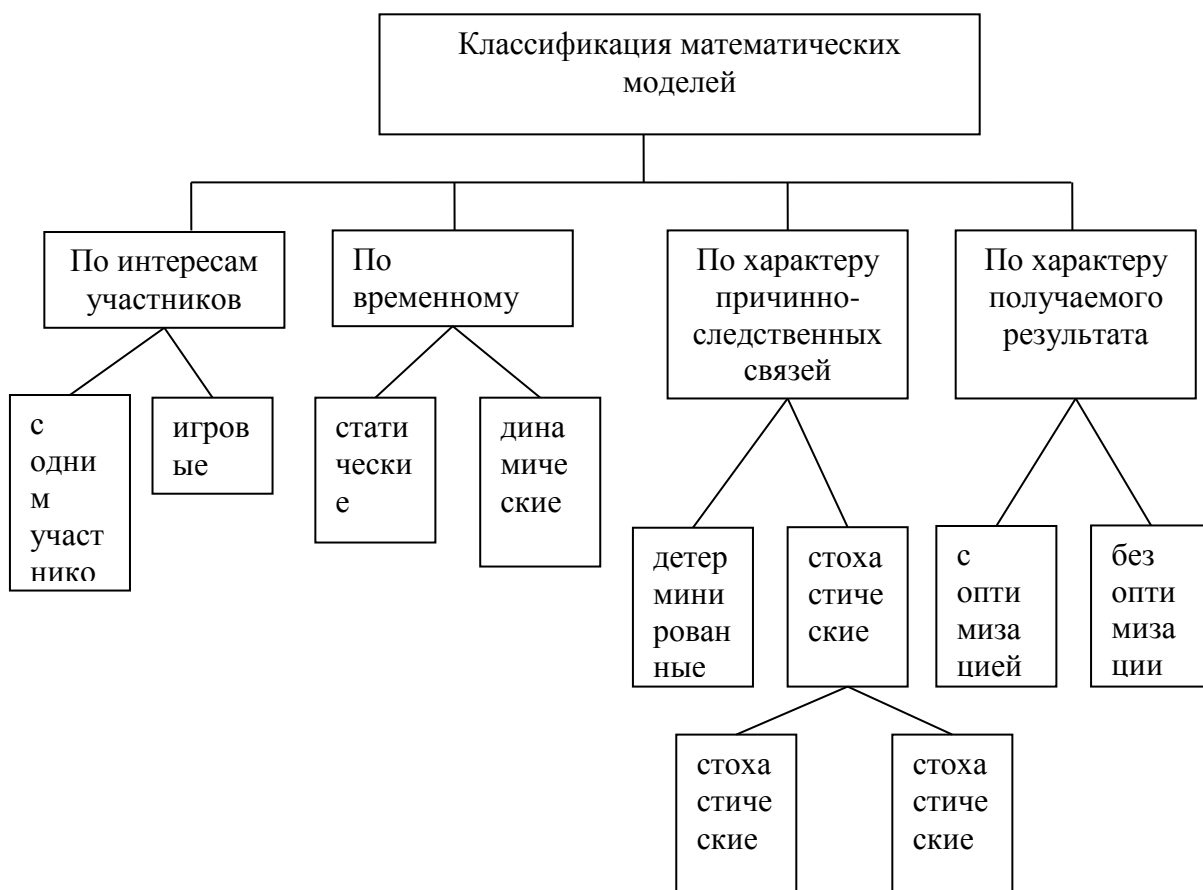 Классификация математических
моделей
По интересам
участников
По
временному
По характеру
причинно-
следственных
связей
По характеру
получаемого
результата
с
одни
м
участ
нико
игров
ые
стати
чески
е
дина
миче
ские
детер
мини
рован
ные
стоха
стиче
ские
с
опти
миза
цией
без
опти
миза
ции
стоха
стиче
ские
стоха
стиче
ские